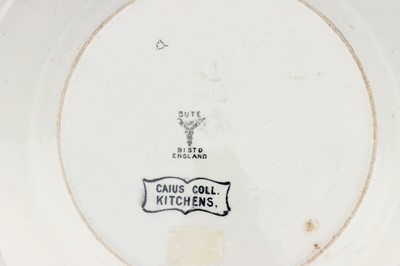 BUTE
BISTO
ENGLAND
CAIUS COLL.
KITCHENS.